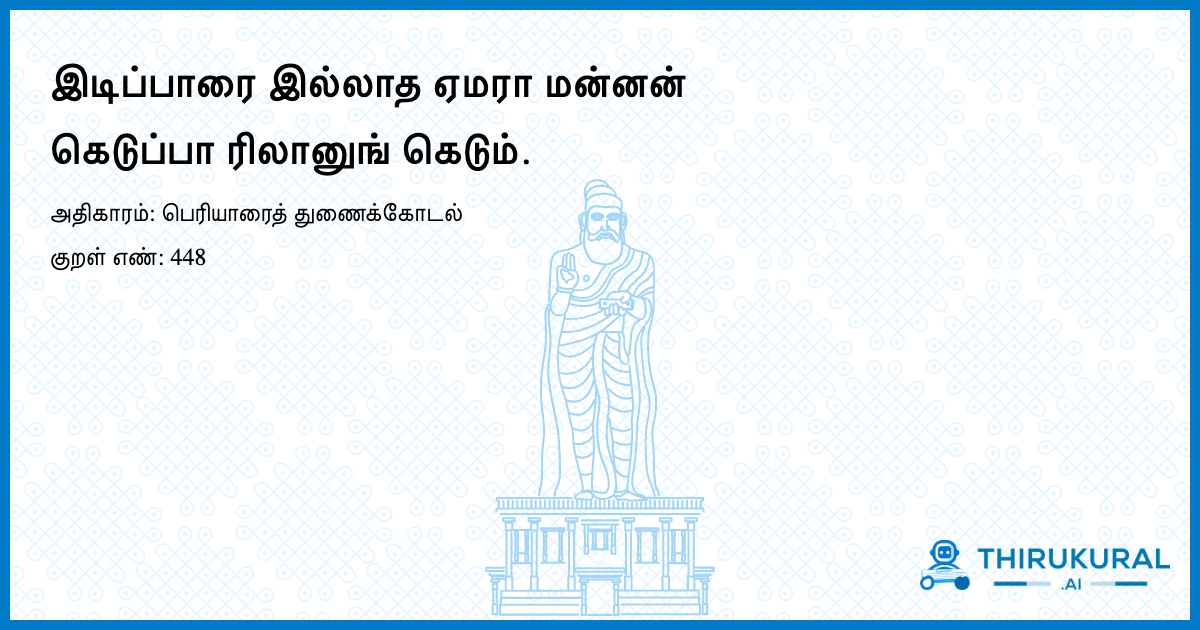 இடிப்பாரை இல்லாத ஏமரா மன்னன்
கெடுப்பா ரிலானுங் கெடும்.
அதிகாரம்: பெரியாரைத் துணைக்கோடல்
குறள் எண்: 448
THIRUKURAL
.AI